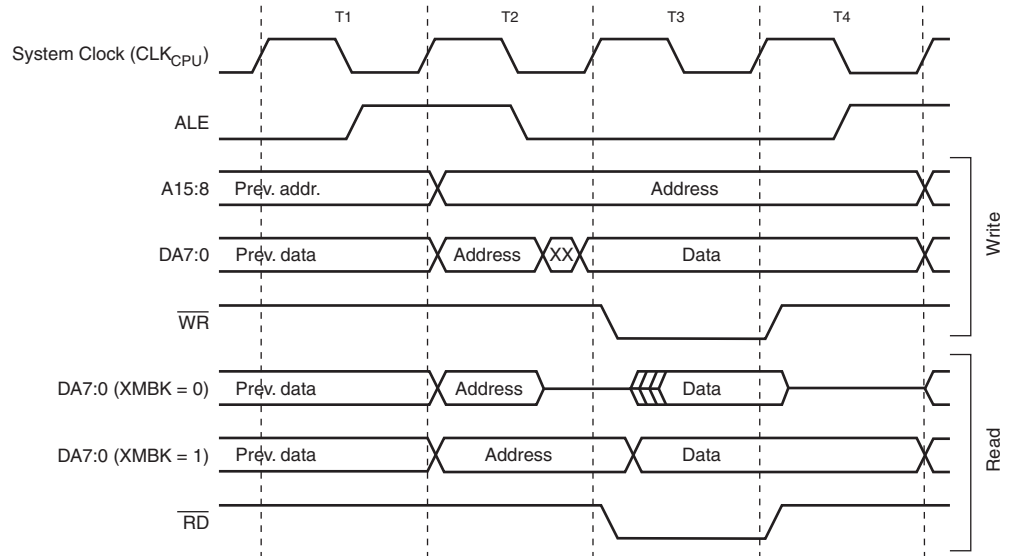 T1 T2 T3 T4
System Clock (CLKCPU)
ALE
A15:8 Prev. addr. Address
DA7:0 Prev. data Address XX Data
WR
Write
DA7:0 (XMBK = 0) Prev. data Address Data
DA7:0 (XMBK = 1) Prev. data Address Data
RD
Read